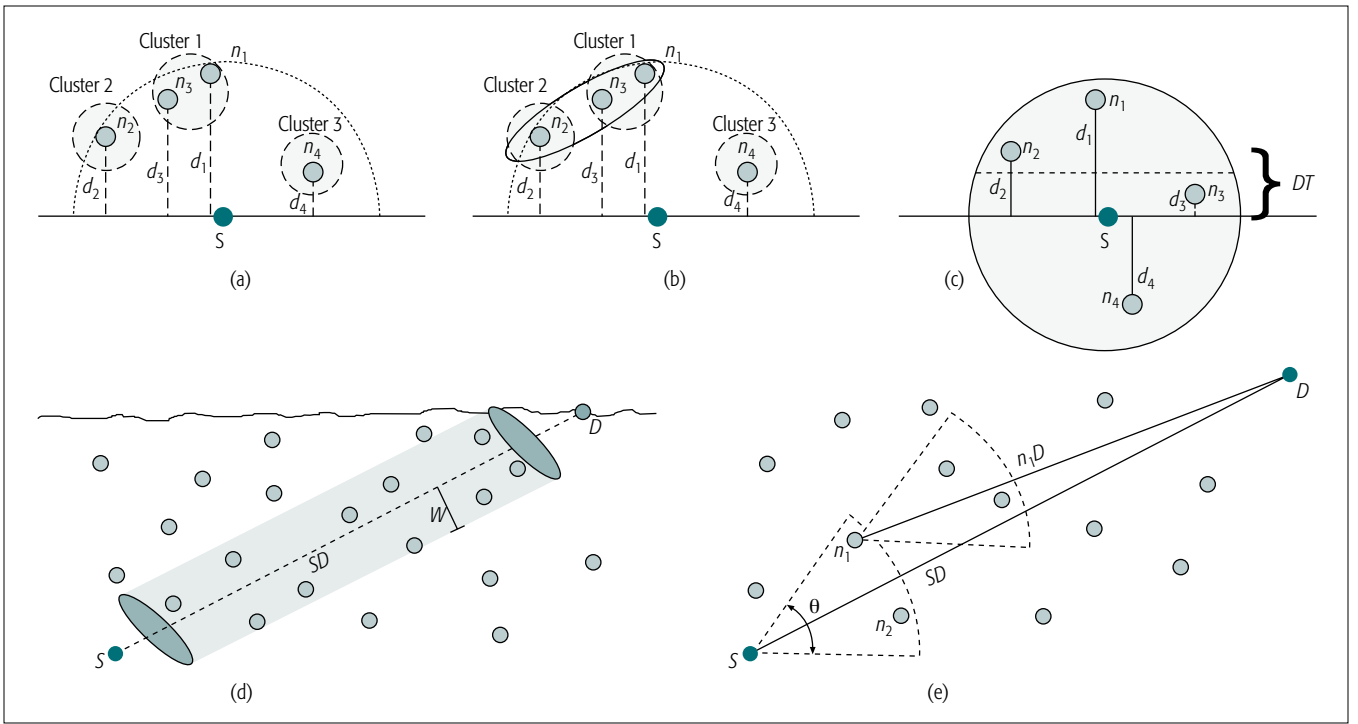 Cluster 1
n1
Cluster 2
n3
n2
Cluster 3
n4
d1
d3
d2
d4
S
(a)
Cluster 1
n1
Cluster 2
n3
n2
Cluster 3
n4
d1
d3
d2
d4
S
(b)
n1
d1
n2
d2
DT
n3
d3
S
d4
n4
(c)
D
W
SD
S
(d)
D
n1D
n1
SD
θ
n2
S
(e)